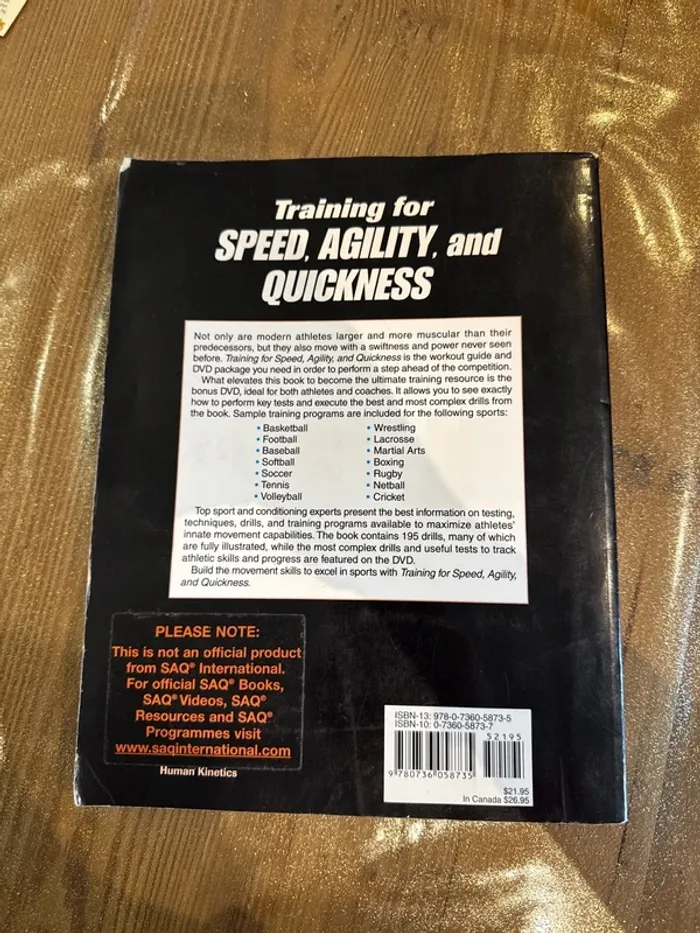 Training for
SPEED, AGILITY, and
QUICKNESS
Not only are modern athletes larger and more muscular than their
predecessors, but they also move with a swiftness and power never seen
before. Training for Speed, Agility, and Quickness is the workout guide and
DVD package you need in order to perform a step ahead of the competition.
What elevates this book to become the ultimate training resource is the
bonus DVD, ideal for both athletes and coaches. It allows you to see exactly
how to perform key tests and execute the best and most complex drills from
the book. Sample training programs are included for the following sports:
• Basketball
• Football
• Baseball
• Softball
• Soccer
• Tennis
• Volleyball
• Wrestling
• Lacrosse
• Martial Arts
• Boxing
• Rugby
• Netball
• Cricket
Top sport and conditioning experts present the best information on testing,
techniques, drills, and training programs available to maximize athletes'
innate movement capabilities. The book contains 195 drills, many of which
are fully illustrated, while the most complex drills and useful tests to track
athletic skills and progress are featured on the DVD.
Build the movement skills to excel in sports with Training for Speed, Agility,
and Quickness.
PLEASE NOTE:
This is not an official product
from SAQ® International.
For official SAQ® Books,
SAQ® Videos, SAQ®
Resources and SAQ®
Programmes visit
www.saqinternational.com
Human Kinetics
ISBN-13: 978-0-7360-5873-5
ISBN-10: 0-7360-5873-7
52195
9 780736 058735
$21.95
In Canada $26.95